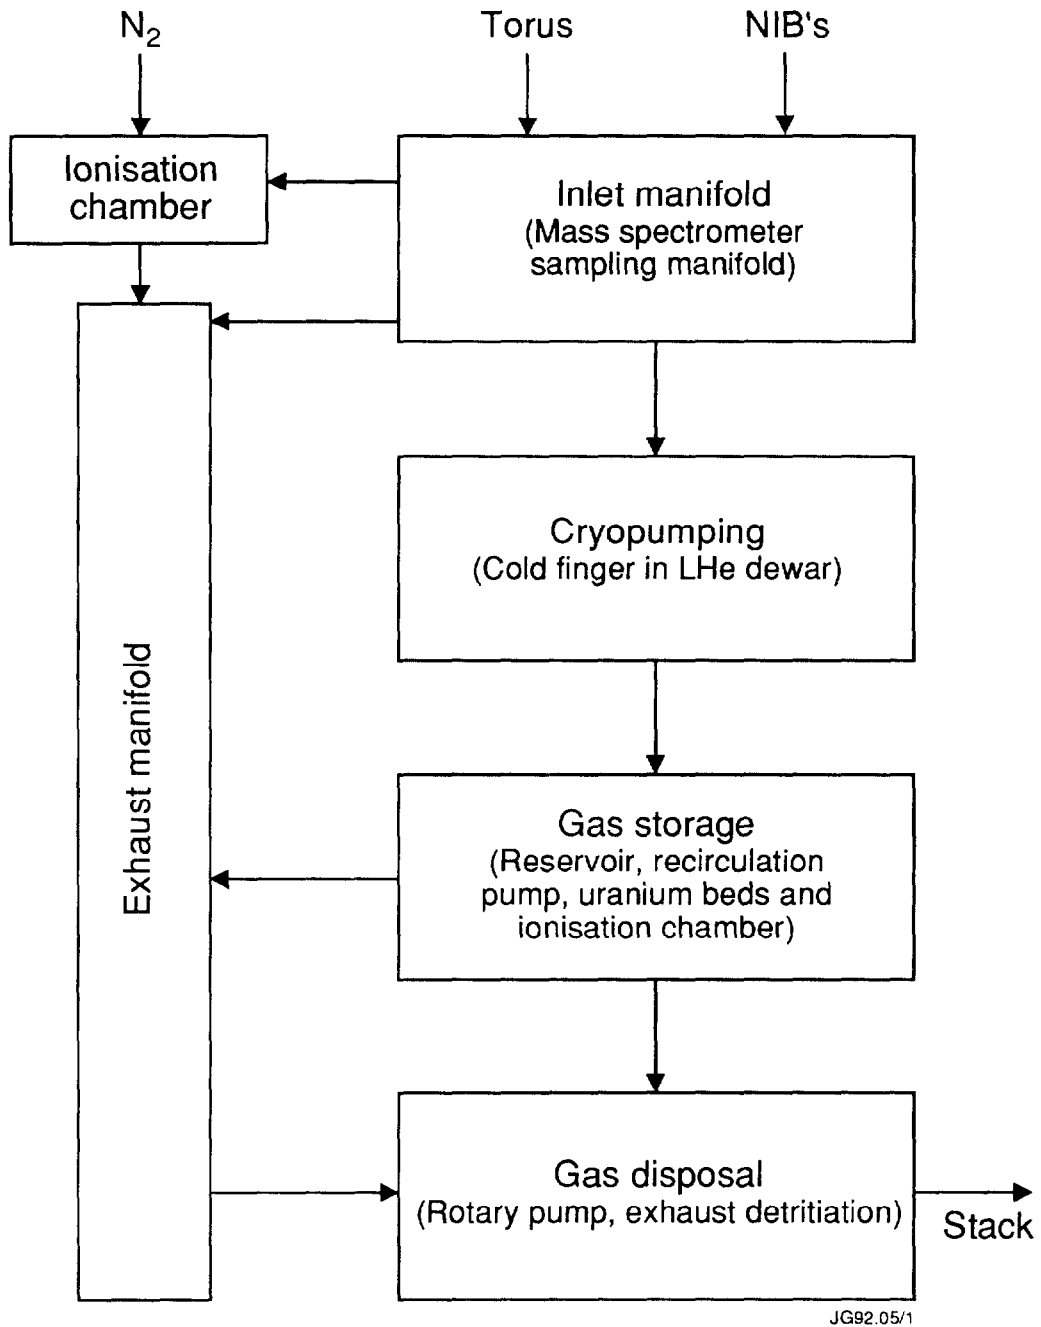 N₂
Torus
NIB's
Ionisation
chamber
Inlet manifold
(Mass spectrometer
sampling manifold)
Cryopumping
(Cold finger in LHe dewar)
Exhaust manifold
Gas storage
(Reservoir, recirculation
pump, uranium beds and
ionisation chamber)
Gas disposal
(Rotary pump, exhaust detritiation)
Stack
JG92.05/1